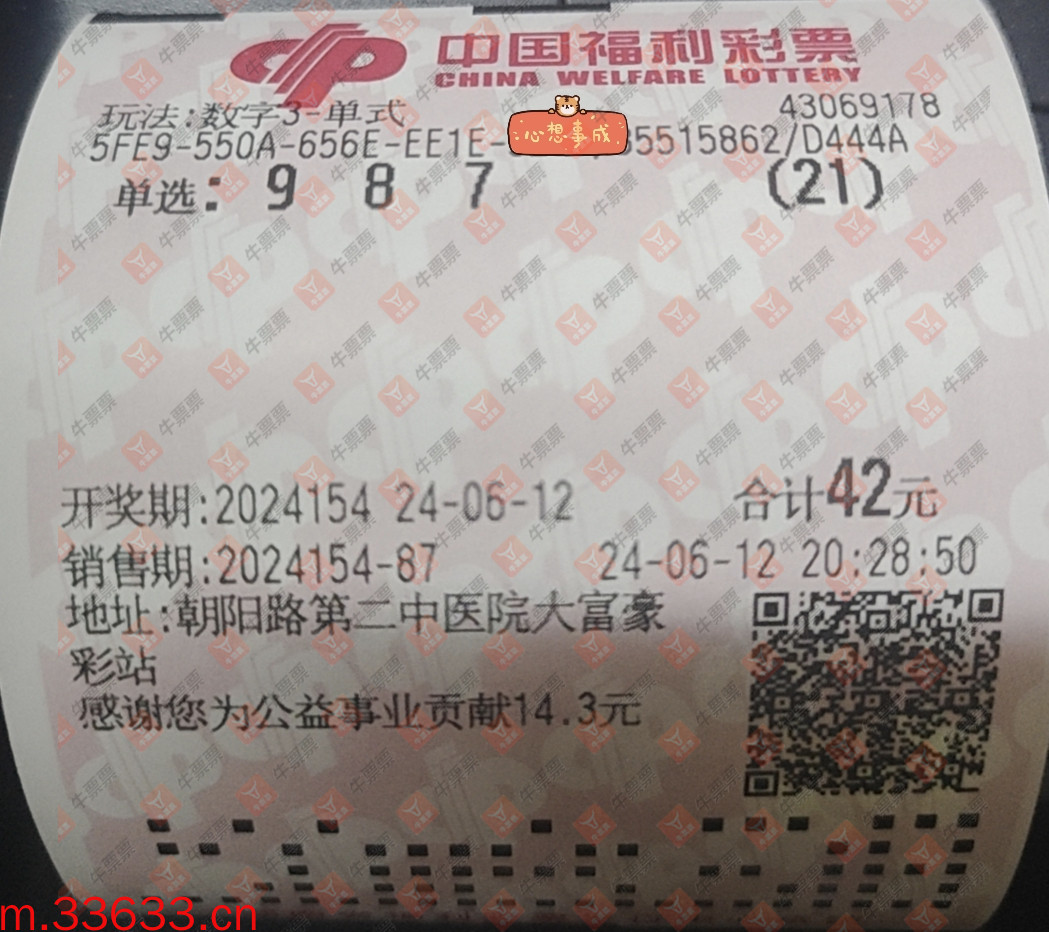 中国福利彩票
CHINA WELFARE LOTTERY
玩法:数字3-单式 43069178
5FE9-550A-656E-EE1E- 心想事成 5515862/D444A
单选: 9 8 7 (21)
开奖期:2024154 24-06-12 合计42元
销售期:2024154-87 24-06-12 20:28:50
地址:朝阳路第二中医院大富豪
彩站
感谢您为公益事业贡献14.3元
牛票票
m.33633.cn